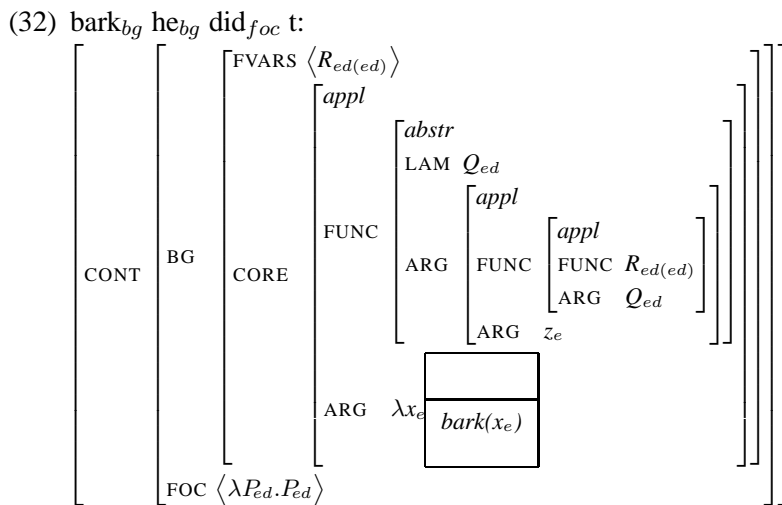 (32) bark_bg he_bg did_foc t:
FVARS ⟨R_ed(ed)⟩
appl
abstr
LAM Q_ed
appl
appl
FUNC
CONT BG CORE ARG FUNC FUNC R_ed(ed)
ARG Q_ed
ARG z_e
ARG λx_e
bark(x_e)
FOC ⟨λP_ed.P_ed⟩